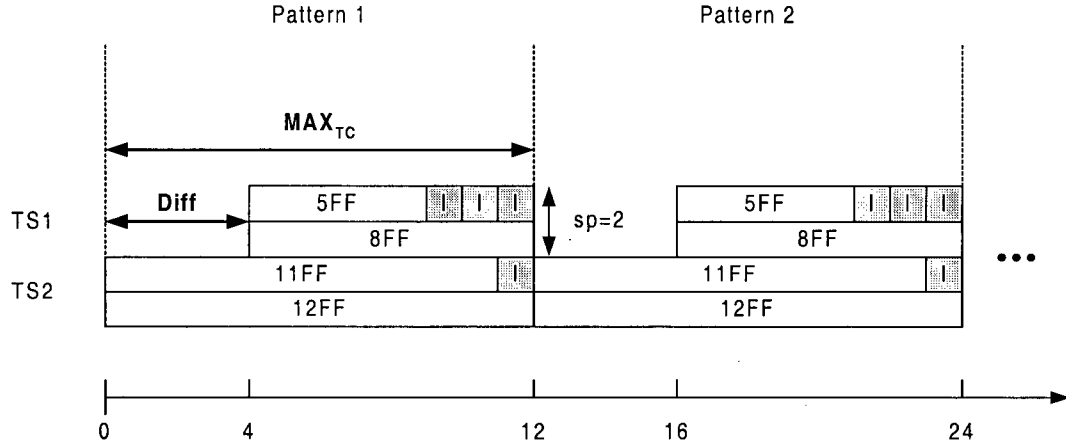 Pattern 1 Pattern 2
MAX_TC
TS1 Diff 5FF I I I sp=2 5FF I I I
8FF 8FF
TS2 11FF I 11FF I •••
12FF 12FF
0 4 12 16 24